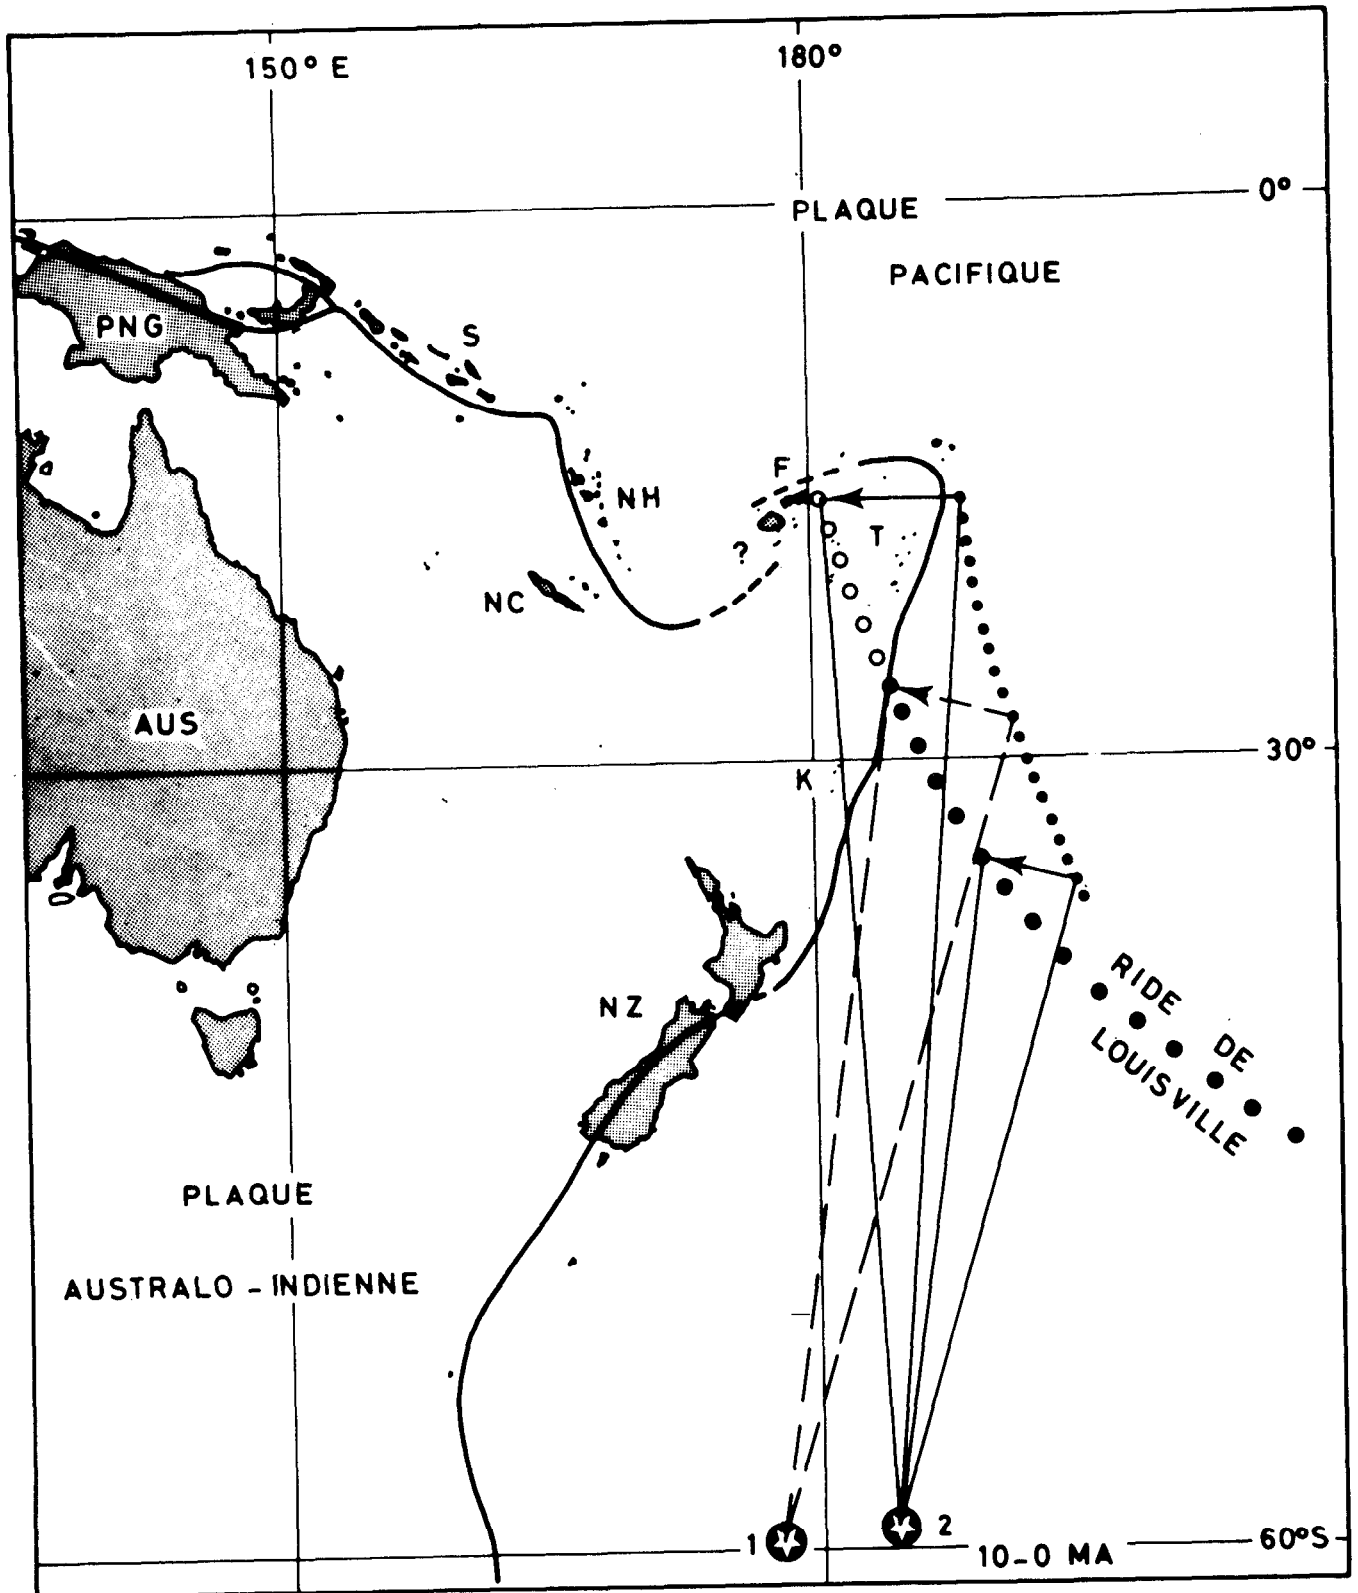 150° E
180°
0°
PLAQUE
PACIFIQUE
PNG
S
F
NH
T
?
NC
AUS
30°
K
RIDE DE
LOUISVILLE
NZ
PLAQUE
AUSTRALO - INDIENNE
1
2
60°S
10-0 MA